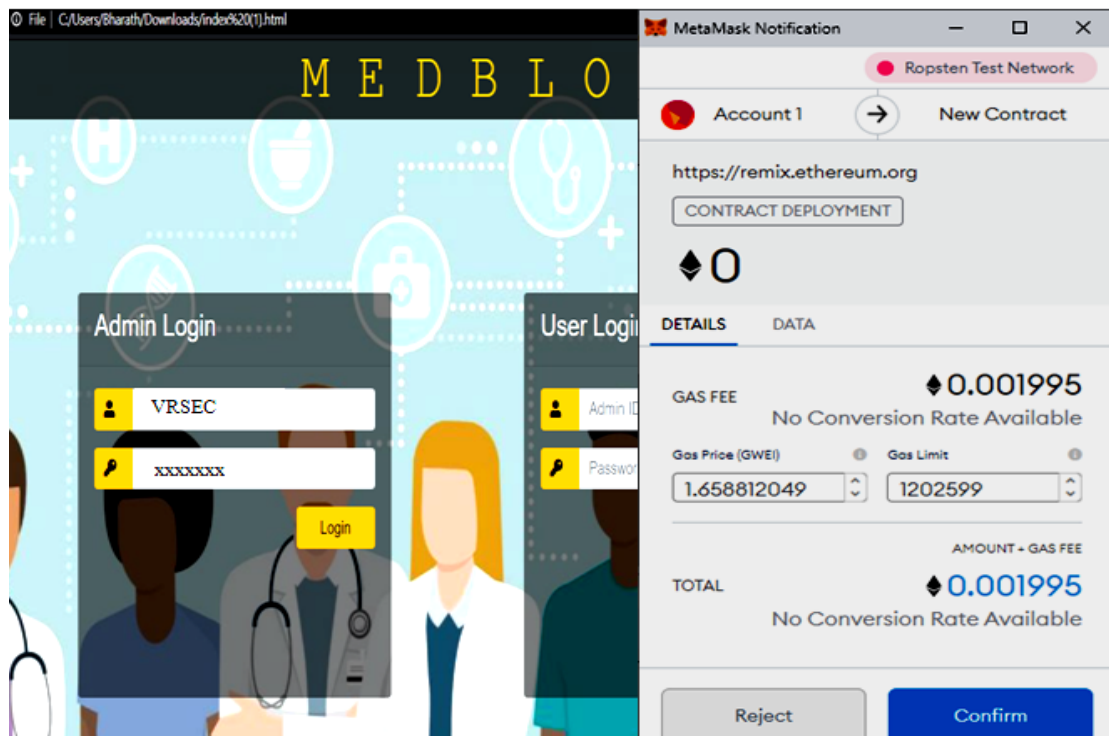 File | C:/Users/Bharath/Downloads/index%20(1).html
M E D B L O
H
Admin Login
VRSEC
xxxxxxx
Login
User Logi
Admin ID
Passwor
MetaMask Notification
Ropsten Test Network
Account 1
New Contract
https://remix.ethereum.org
CONTRACT DEPLOYMENT
0
DETAILS DATA
GAS FEE 0.001995
No Conversion Rate Available
Gas Price (GWEI) Gas Limit
1.658812049 1202599
AMOUNT + GAS FEE
TOTAL 0.001995
No Conversion Rate Available
Reject Confirm